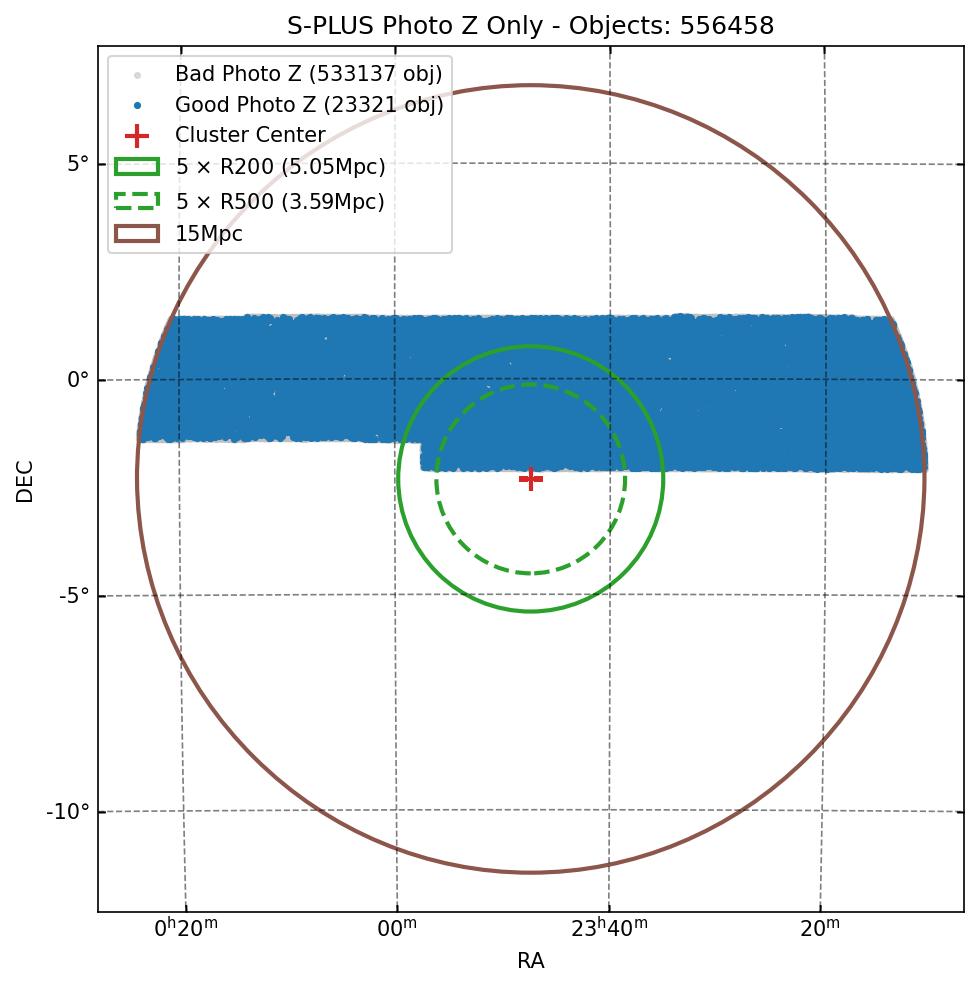 S-PLUS Photo Z Only - Objects: 556458
Bad Photo Z (533137 obj)
Good Photo Z (23321 obj)
Cluster Center
5 × R200 (5.05Mpc)
5 × R500 (3.59Mpc)
15Mpc
5°
0°
-5°
-10°
DEC
0ʰ20ᵐ
00ᵐ
23ʰ40ᵐ
20ᵐ
RA